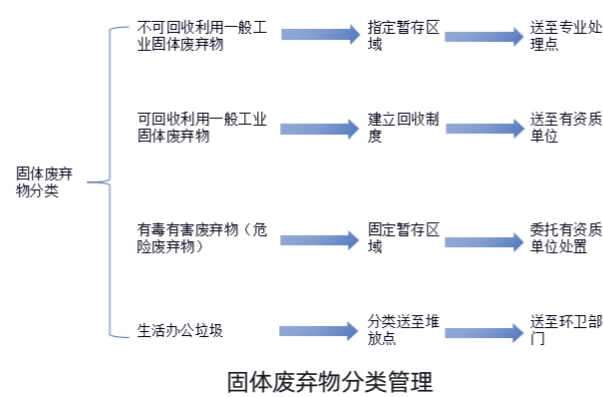 不可回收利用一般工
业固体废弃物
指定暂存区
域
送至专业处
理点
可回收利用一般工业
固体废弃物
建立回收制
度
送至有资质
单位
固体废弃
物分类
有毒有害废弃物（危
险废弃物）
固定暂存区
域
委托有资质
单位处置
生活办公垃圾
分类送至堆
放点
送至环卫部
门
固体废弃物分类管理